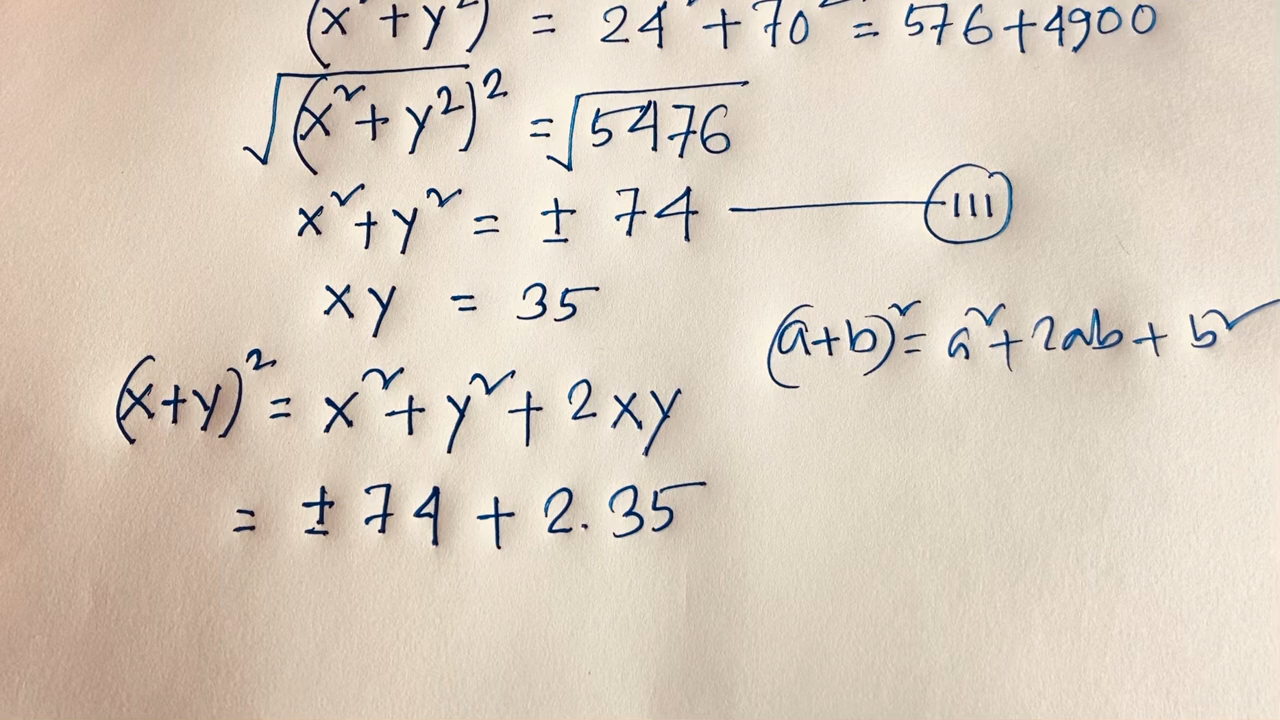 (x²+y²)² = 24²+70² = 576+4900
√(x²+y²)² = √5476
x²+y² = ± 74 —— (III)
xy = 35
(a+b)² = a²+2ab+b²
(x+y)² = x²+y²+2xy
= ± 74 + 2.35